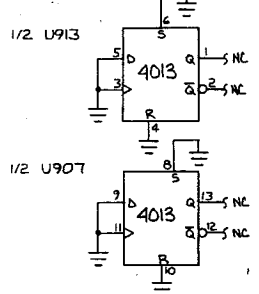 6
S
1/2 U913
5 D Q 1 NC
4013
3 Q̅ 2 NC
R
4
1/2 U907
8
S
9 D Q 13 NC
4013
11 Q̅ 12 NC
R
10